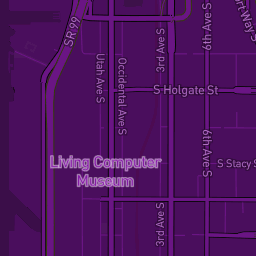 SR 99
Utah Ave S
Occidental Ave S
3rd Ave S
6th Ave S
S Holgate St
6th Ave S
S Stacy S
Living Computer
Museum
3rd Ave S